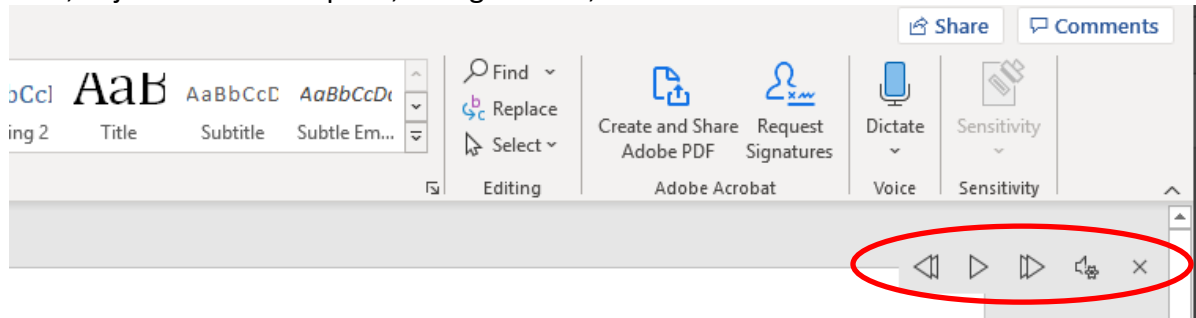 Share Comments
AaB AaBbCcD AaBbCcDc
Title Subtitle Subtle Em...
Find
Replace
Select
Create and Share Adobe PDF
Request Signatures
Dictate
Sensitivity
Editing Adobe Acrobat Voice Sensitivity